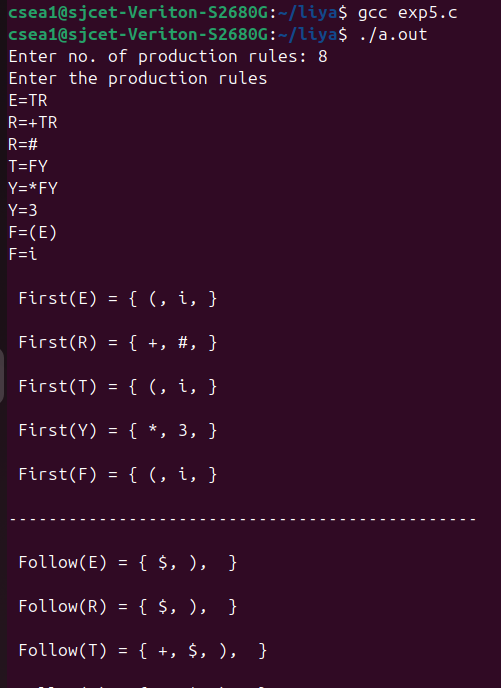 csea1@sjcet-Veriton-S2680G:~/liya$ gcc exp5.c
csea1@sjcet-Veriton-S2680G:~/liya$ ./a.out
Enter no. of production rules: 8
Enter the production rules
E=TR
R=+TR
R=#
T=FY
Y=*FY
Y=3
F=(E)
F=i
First(E) = { (, i, }
First(R) = { +, #, }
First(T) = { (, i, }
First(Y) = { *, 3, }
First(F) = { (, i, }
-----------------------------------------------
Follow(E) = { $, ),  }
Follow(R) = { $, ),  }
Follow(T) = { +, $, ),  }